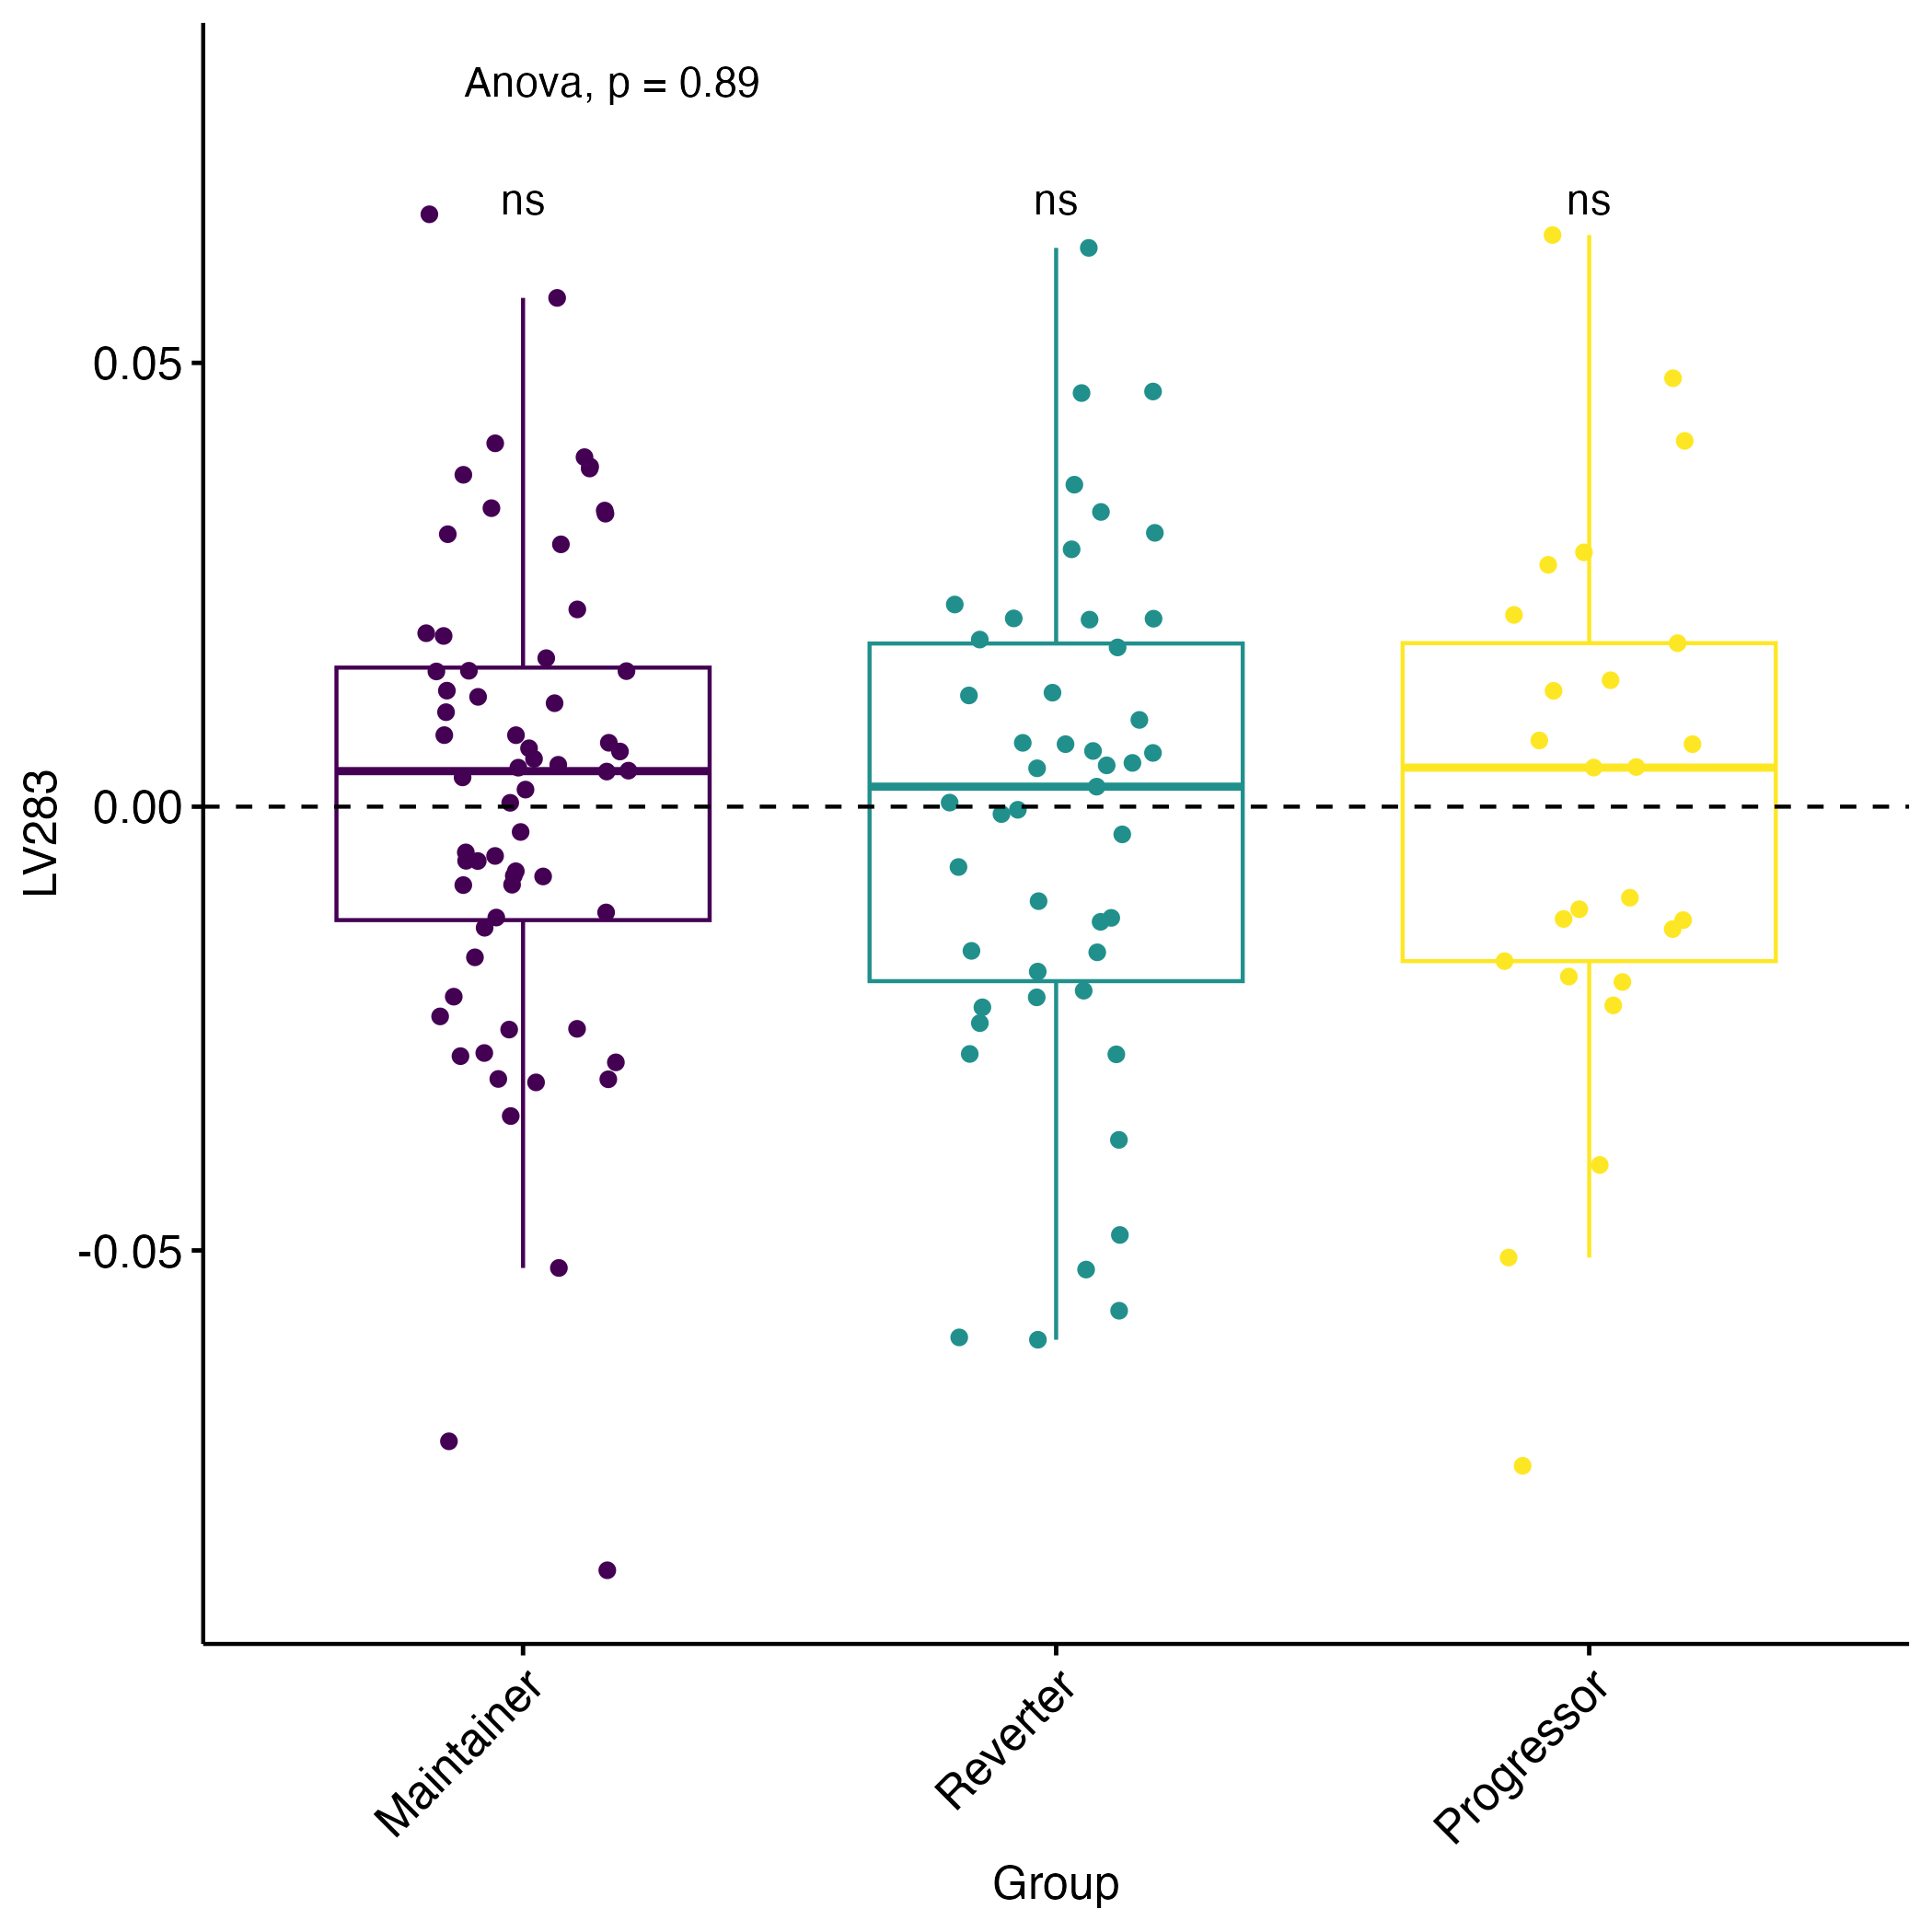 Anova, p = 0.89
ns ns ns
0.05
0.00
-0.05
LV283
Maintainer
Reverter
Progressor
Group